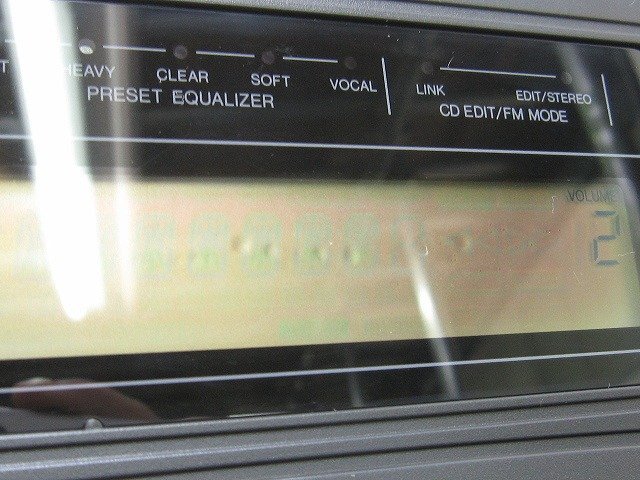 HEAVY CLEAR SOFT VOCAL LINK EDIT/STEREO
PRESET EQUALIZER CD EDIT/FM MODE
VOLUME
2